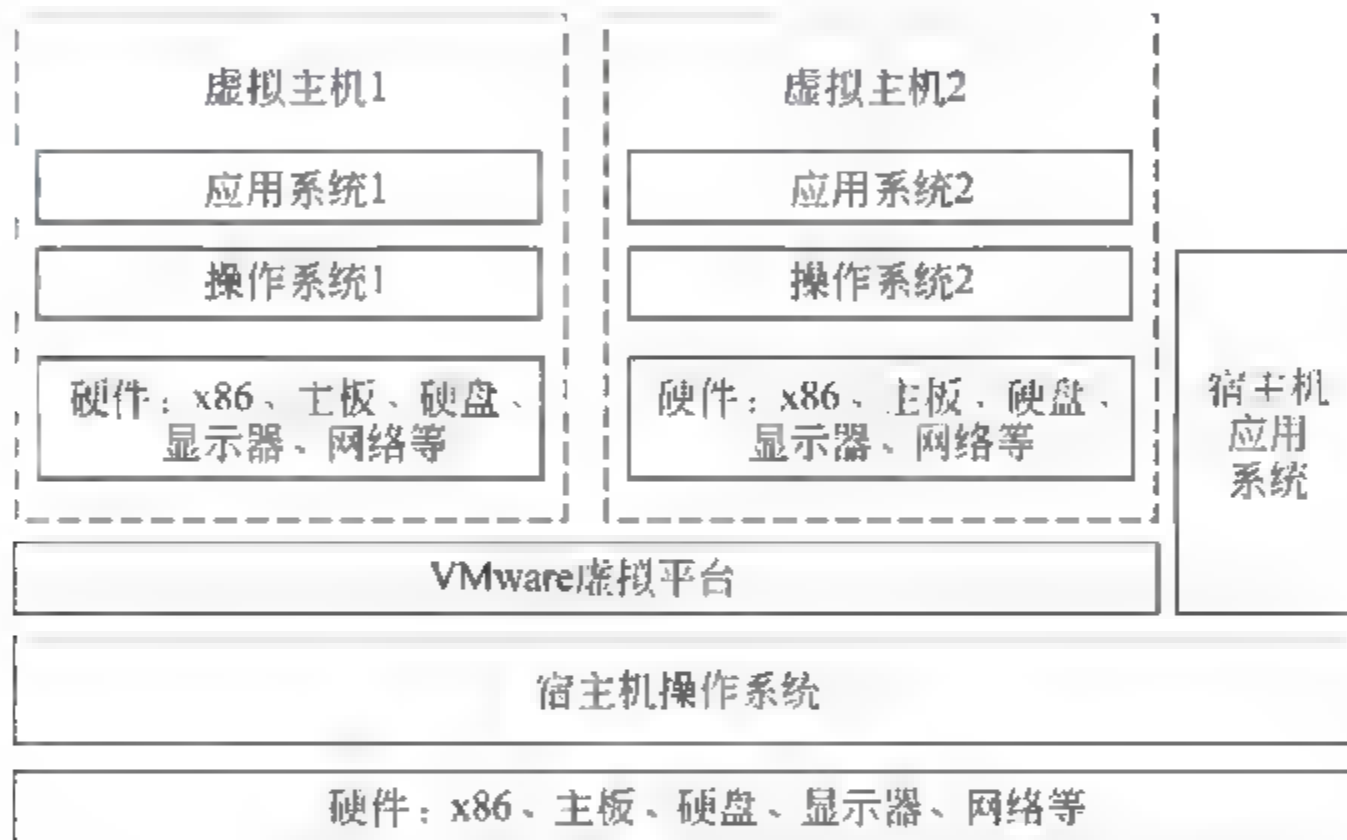 虚拟主机1
应用系统1
操作系统1
硬件：x86、主板、硬盘、
显示器、网络等
虚拟主机2
应用系统2
操作系统2
硬件：x86、主板、硬盘、
显示器、网络等
宿主机
应用
系统
VMware虚拟平台
宿主机操作系统
硬件：x86、主板、硬盘、显示器、网络等